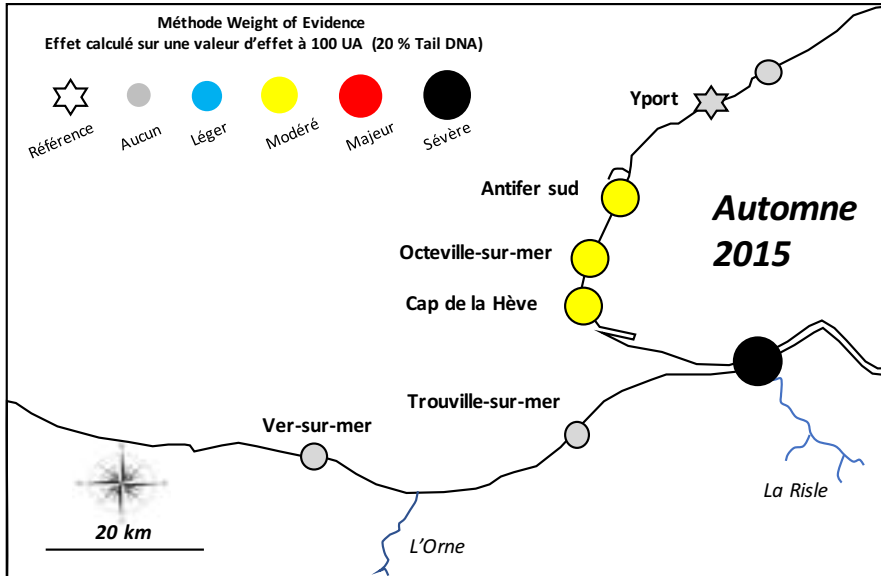 Méthode Weight of Evidence
Effet calculé sur une valeur d'effet à 100 UA (20 % Tail DNA)
Référence
Aucun
Léger
Modéré
Majeur
Sévère
Yport
Antifer sud
Automne
2015
Octeville-sur-mer
Cap de la Hève
Trouville-sur-mer
Ver-sur-mer
La Risle
20 km
L'Orne